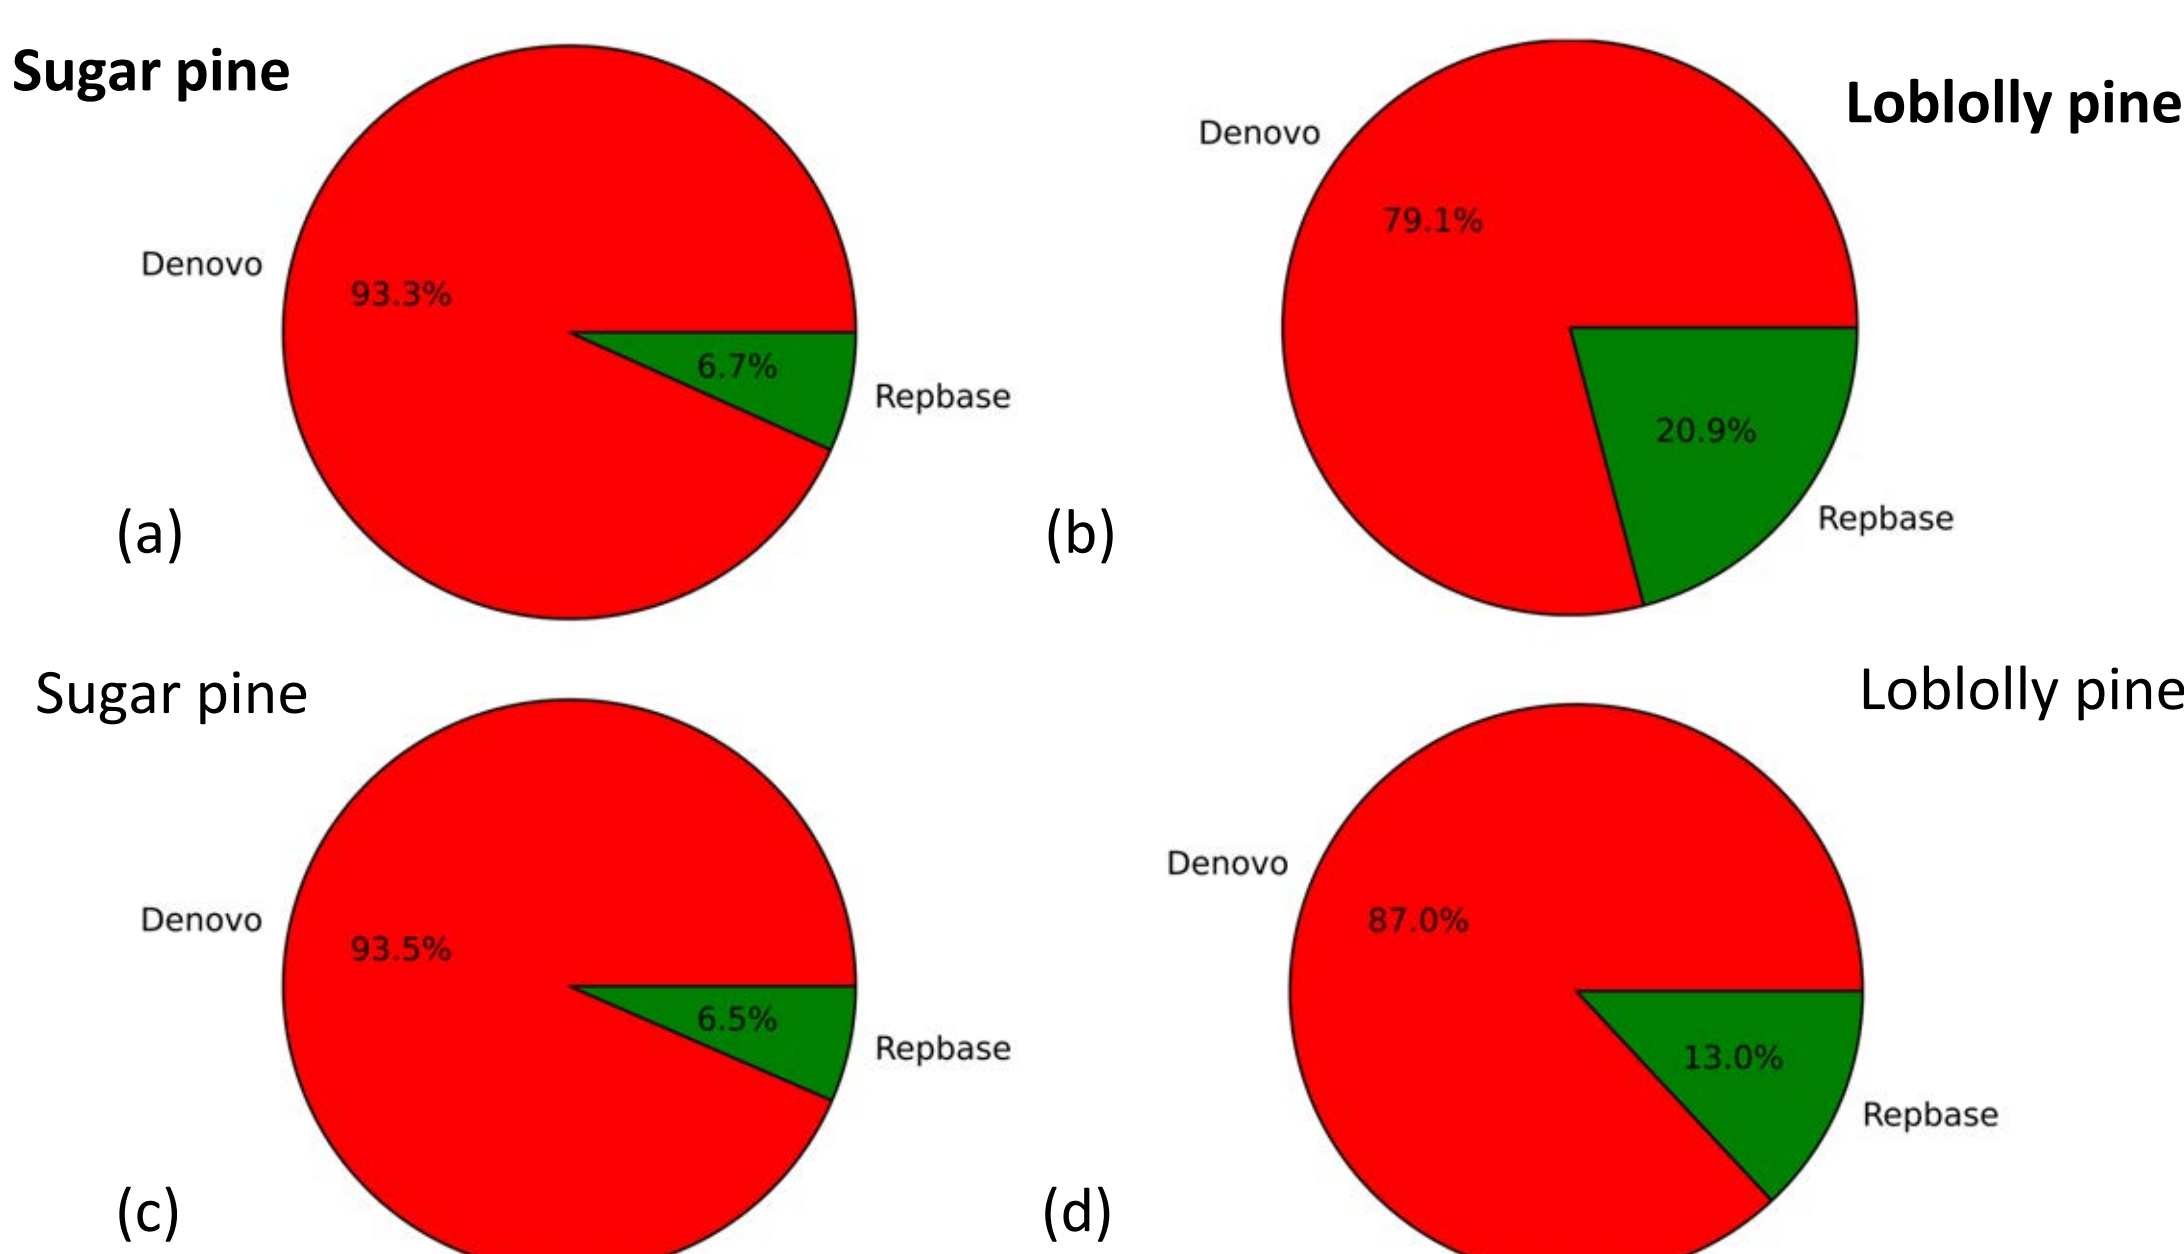 Sugar pine
Denovo
93.3%
6.7%
Repbase
(a)
Loblolly pine
Denovo
79.1%
20.9%
Repbase
(b)
Sugar pine
Denovo
93.5%
6.5%
Repbase
(c)
Loblolly pine
Denovo
87.0%
13.0%
Repbase
(d)